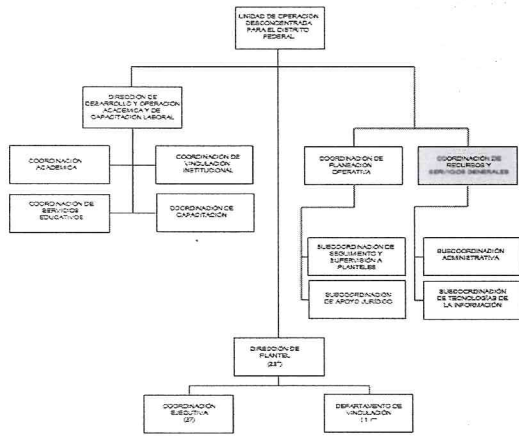 UNIDAD DE OPERACIÓN
DESCONCENTRADA
PARA EL DISTRITO
FEDERAL
DIRECCIÓN DE
DESARROLLO Y OPERACIÓN
ACADEMICA Y DE
CAPACITACIÓN LABORAL
COORDINACIÓN
ACADÉMICA
COORDINACIÓN DE
VINCULACIÓN
INSTITUCIONAL
COORDINACIÓN DE
SERVICIOS
EDUCATIVOS
COORDINACIÓN DE
CAPACITACIÓN
COORDINACIÓN DE
PLANEACIÓN
OPERATIVA
COORDINACIÓN DE
RECURSOS Y
SERVICIOS GENERALES
SUBCOORDINACIÓN DE
SEGUIMIENTO Y
SUPERVISIÓN A
PLANTELES
SUBCOORDINACIÓN
DE APOYO JURÍDICO
SUBCOORDINACIÓN
ADMINISTRATIVA
SUBCOORDINACIÓN
DE TECNOLOGÍAS DE
LA INFORMACIÓN
DIRECCIÓN DE
PLANTEL
COORDINACIÓN
EJECUTIVA
(27)
DEPARTAMENTO DE
VINCULACIÓN